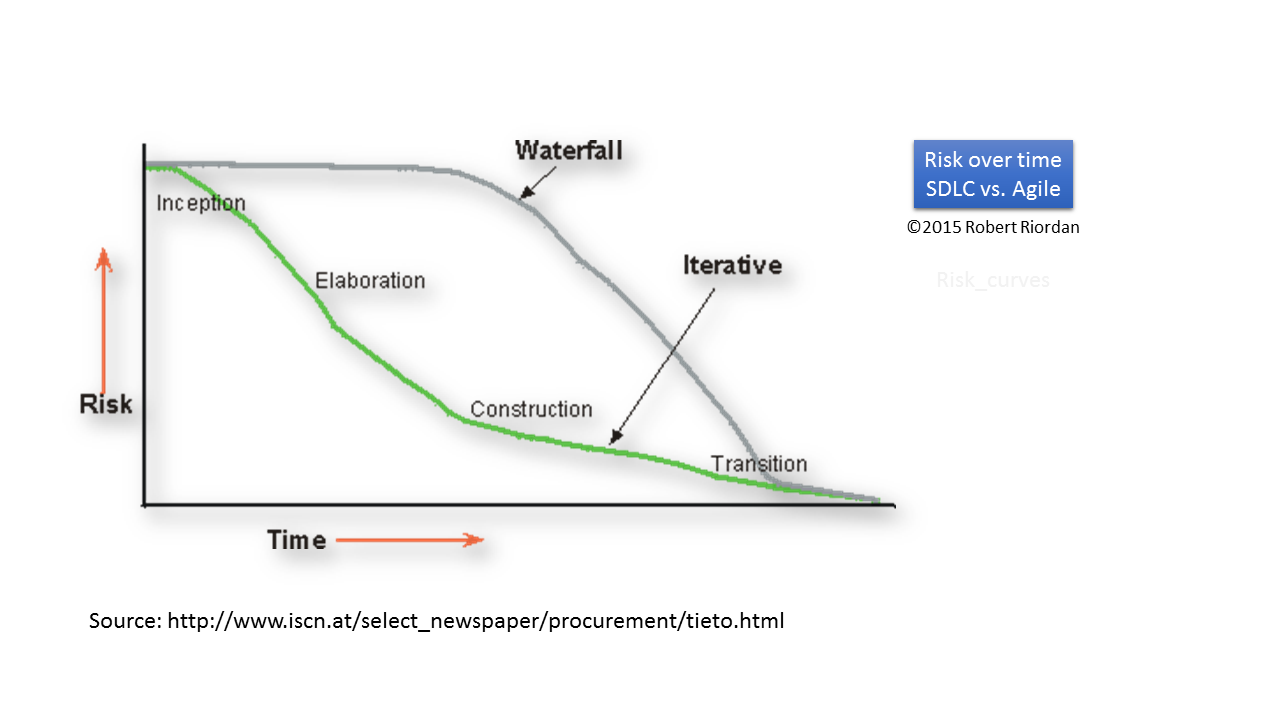 Waterfall
Risk over time
SDLC vs. Agile
©2015 Robert Riordan
Inception
Iterative
Elaboration
Risk_curves
Risk
Construction
Transition
Time
Source: http://www.iscn.at/select_newspaper/procurement/tieto.html